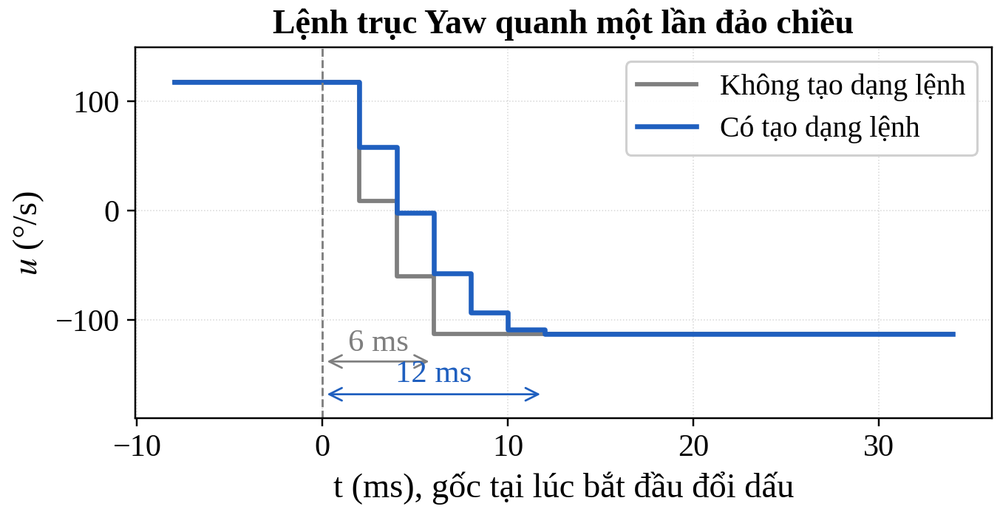 Lệnh trục Yaw quanh một lần đảo chiều
Không tạo dạng lệnh
Có tạo dạng lệnh
u (°/s)
100
0
−100
6 ms
12 ms
−10
0
10
20
30
t (ms), gốc tại lúc bắt đầu đổi dấu